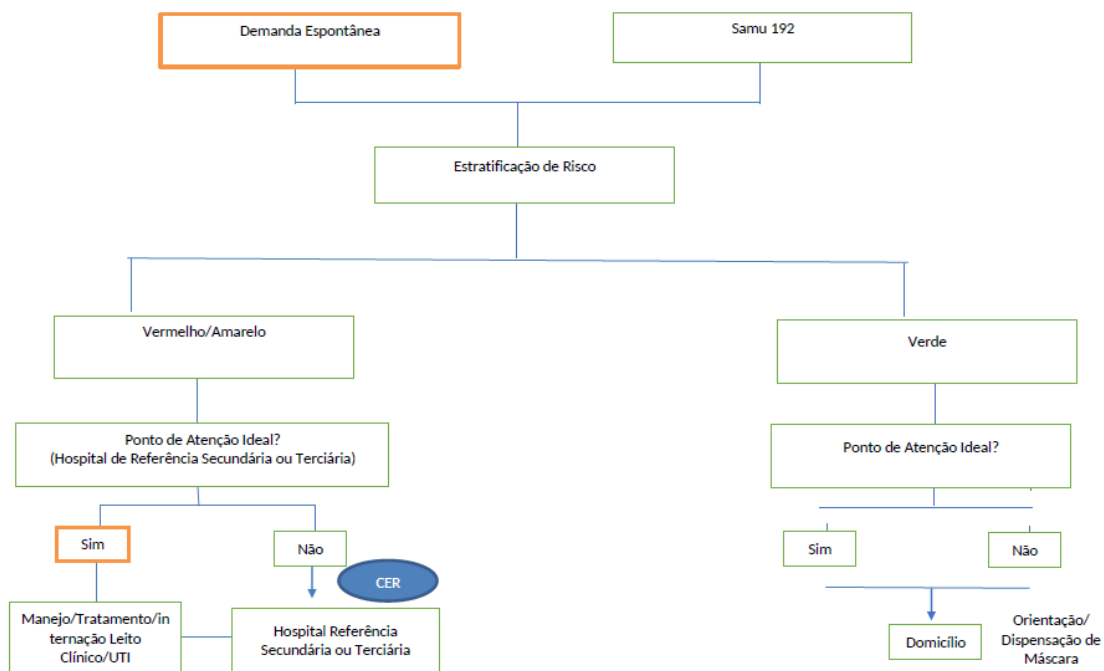 Demanda Espontânea
Samu 192
Estratificação de Risco
Vermelho/Amarelo
Verde
Ponto de Atenção Ideal?
(Hospital de Referência Secundária ou Terciária)
Ponto de Atenção Ideal?
Sim
Não
Sim
Não
CER
Manejo/Tratamento/in
ternação Leito
Clínico/UTI
Hospital Referência
Secundária ou Terciária
Domicílio
Orientação/
Dispensação de
Máscara